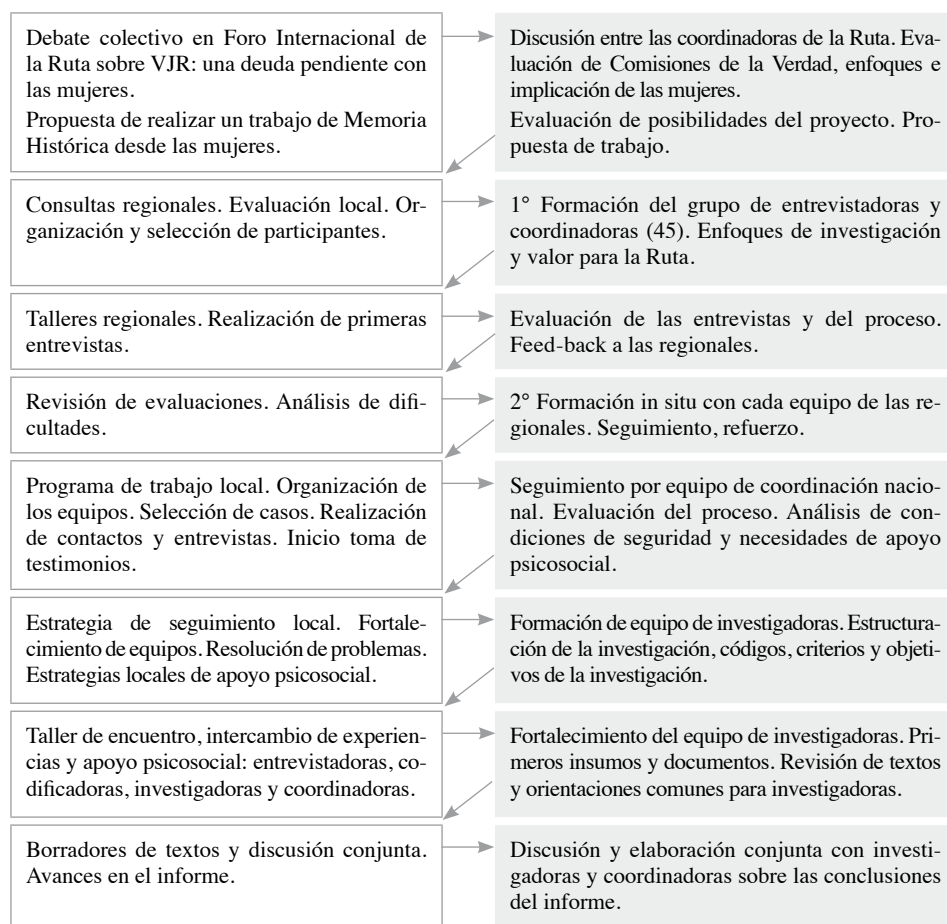 Debate colectivo en Foro Internacional de
la Ruta sobre VJR: una deuda pendiente con
las mujeres.
Propuesta de realizar un trabajo de Memoria
Histórica desde las mujeres.
Discusión entre las coordinadoras de la Ruta. Eva-
luación de Comisiones de la Verdad, enfoques e
implicación de las mujeres.
Evaluación de posibilidades del proyecto. Pro-
puesta de trabajo.
Consultas regionales. Evaluación local. Or-
ganización y selección de participantes.
1° Formación del grupo de entrevistadoras y
coordinadoras (45). Enfoques de investigación
y valor para la Ruta.
Talleres regionales. Realización de primeras
entrevistas.
Evaluación de las entrevistas y del proceso.
Feed-back a las regionales.
Revisión de evaluaciones. Análisis de difi-
cultades.
2° Formación in situ con cada equipo de las re-
gionales. Seguimiento, refuerzo.
Programa de trabajo local. Organización de
los equipos. Selección de casos. Realización
de contactos y entrevistas. Inicio toma de
testimonios.
Seguimiento por equipo de coordinación nacio-
nal. Evaluación del proceso. Análisis de con-
diciones de seguridad y necesidades de apoyo
psicosocial.
Estrategia de seguimiento local. Fortale-
cimiento de equipos. Resolución de problemas.
Estrategias locales de apoyo psicosocial.
Formación de equipo de investigadoras. Estructu-
ración de la investigación, códigos, criterios y objeti-
vos de la investigación.
Taller de encuentro, intercambio de experien-
cias y apoyo psicosocial: entrevistadoras, co-
dificadoras, investigadoras y coordinadoras.
Fortalecimiento del equipo de investigadoras. Pri-
meros insumos y documentos. Revisión de textos
y orientaciones comunes para investigadoras.
Borradores de textos y discusión conjunta.
Avances en el informe.
Discusión y elaboración conjunta con investi-
gadoras y coordinadoras sobre las conclusiones
del informe.